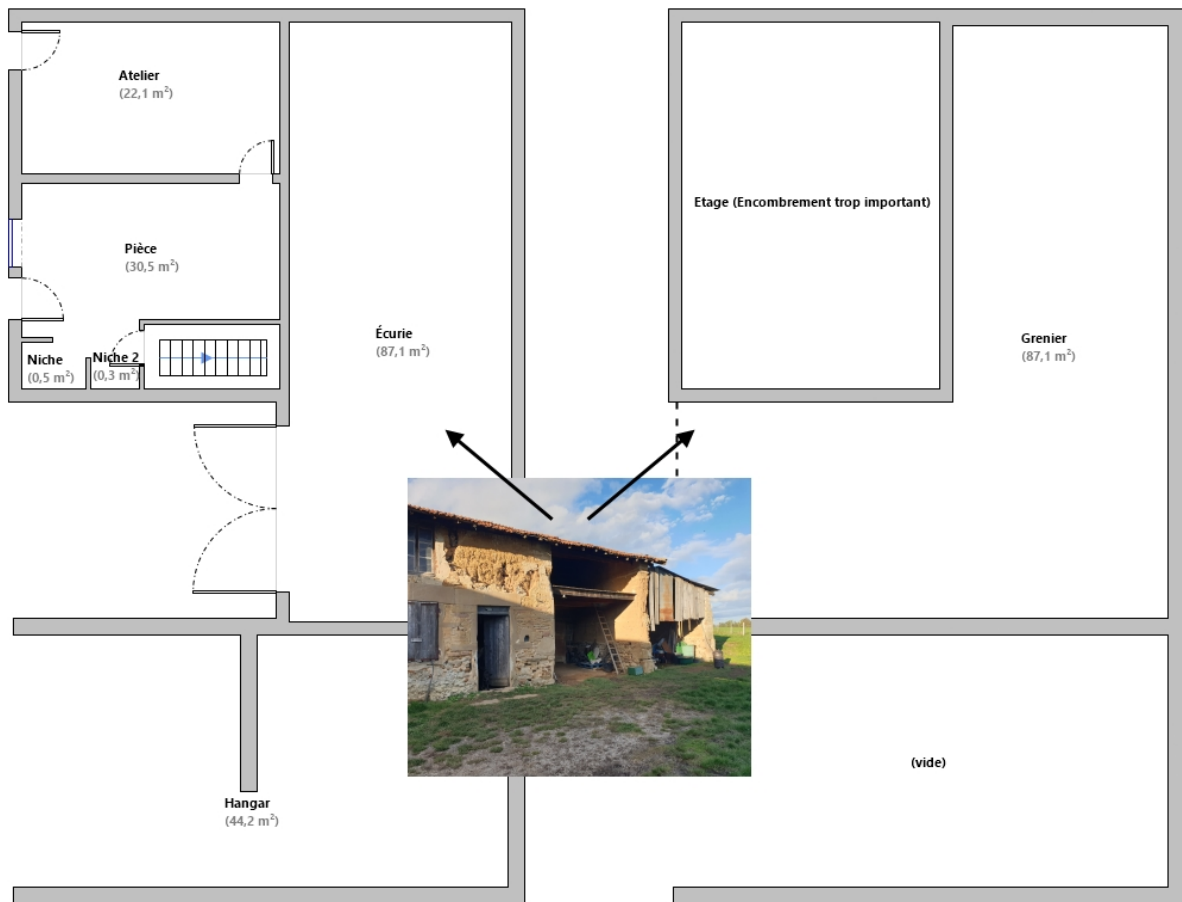 Atelier
(22,1 m²)
Pièce
(30,5 m²)
Niche
(0,5 m²)
Niche 2
(0,3 m²)
Écurie
(87,1 m²)
Hangar
(44,2 m²)
Etage (Encombrement trop important)
Grenier
(87,1 m²)
(vide)